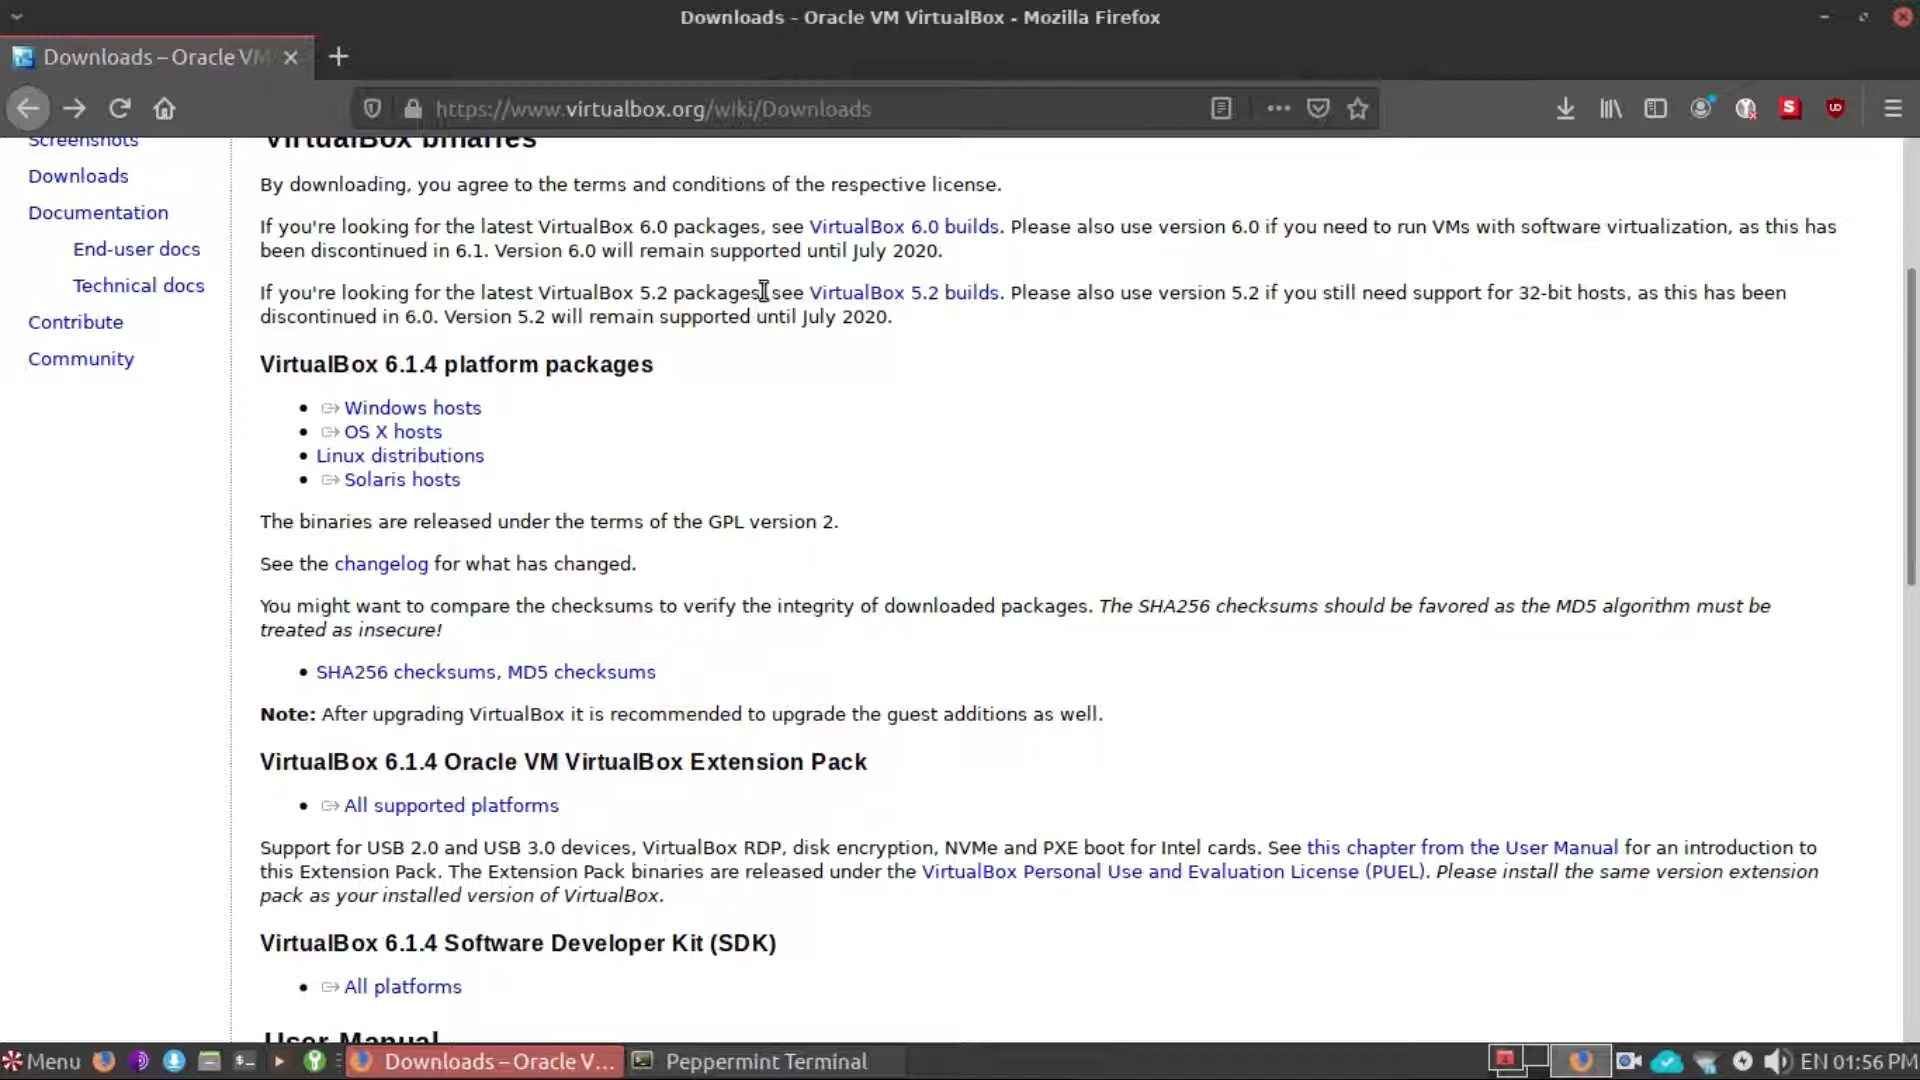 Downloads – Oracle VM VirtualBox - Mozilla Firefox
Downloads – Oracle VM
https://www.virtualbox.org/wiki/Downloads
Screenshots
Downloads
Documentation
End-user docs
Technical docs
Contribute
Community
VirtualBox binaries
By downloading, you agree to the terms and conditions of the respective license.
If you're looking for the latest VirtualBox 6.0 packages, see VirtualBox 6.0 builds. Please also use version 6.0 if you need to run VMs with software virtualization, as this has
been discontinued in 6.1. Version 6.0 will remain supported until July 2020.
If you're looking for the latest VirtualBox 5.2 packages, see VirtualBox 5.2 builds. Please also use version 5.2 if you still need support for 32-bit hosts, as this has been
discontinued in 6.0. Version 5.2 will remain supported until July 2020.
VirtualBox 6.1.4 platform packages
Windows hosts
OS X hosts
Linux distributions
Solaris hosts
The binaries are released under the terms of the GPL version 2.
See the changelog for what has changed.
You might want to compare the checksums to verify the integrity of downloaded packages. The SHA256 checksums should be favored as the MD5 algorithm must be
treated as insecure!
SHA256 checksums, MD5 checksums
Note: After upgrading VirtualBox it is recommended to upgrade the guest additions as well.
VirtualBox 6.1.4 Oracle VM VirtualBox Extension Pack
All supported platforms
Support for USB 2.0 and USB 3.0 devices, VirtualBox RDP, disk encryption, NVMe and PXE boot for Intel cards. See this chapter from the User Manual for an introduction to
this Extension Pack. The Extension Pack binaries are released under the VirtualBox Personal Use and Evaluation License (PUEL). Please install the same version extension
pack as your installed version of VirtualBox.
VirtualBox 6.1.4 Software Developer Kit (SDK)
All platforms
User Manual
Menu
Downloads – Oracle V...
Peppermint Terminal
EN 01:56 PM